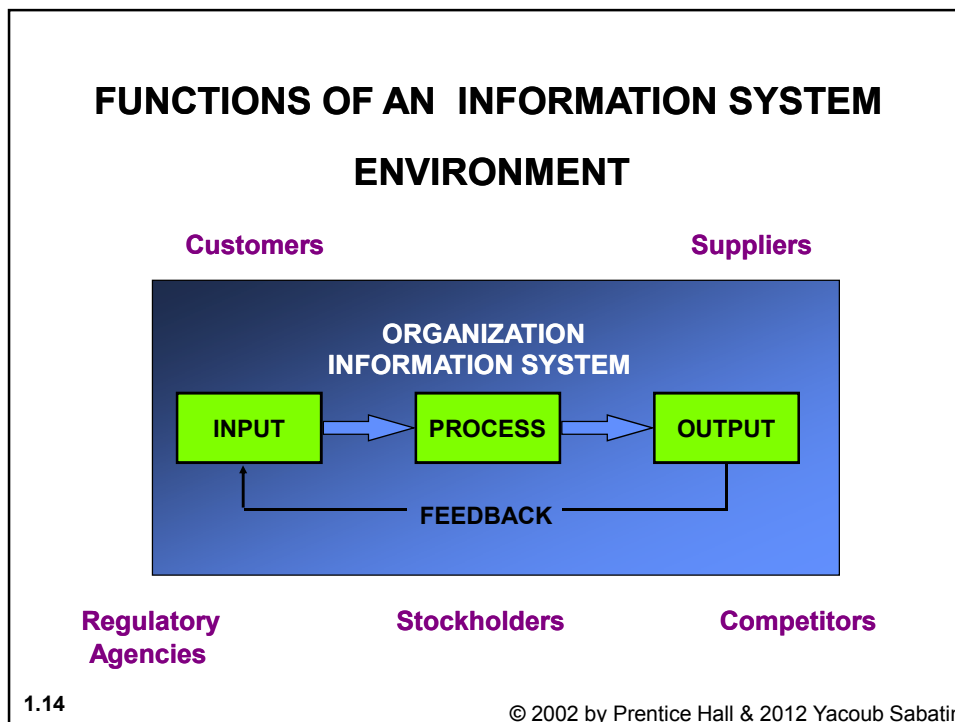 FUNCTIONS OF AN INFORMATION SYSTEM
ENVIRONMENT
Customers
Suppliers
ORGANIZATION
INFORMATION SYSTEM
INPUT
PROCESS
OUTPUT
FEEDBACK
Regulatory
Agencies
Stockholders
Competitors
1.14
© 2002 by Prentice Hall & 2012 Yacoub Sabatin